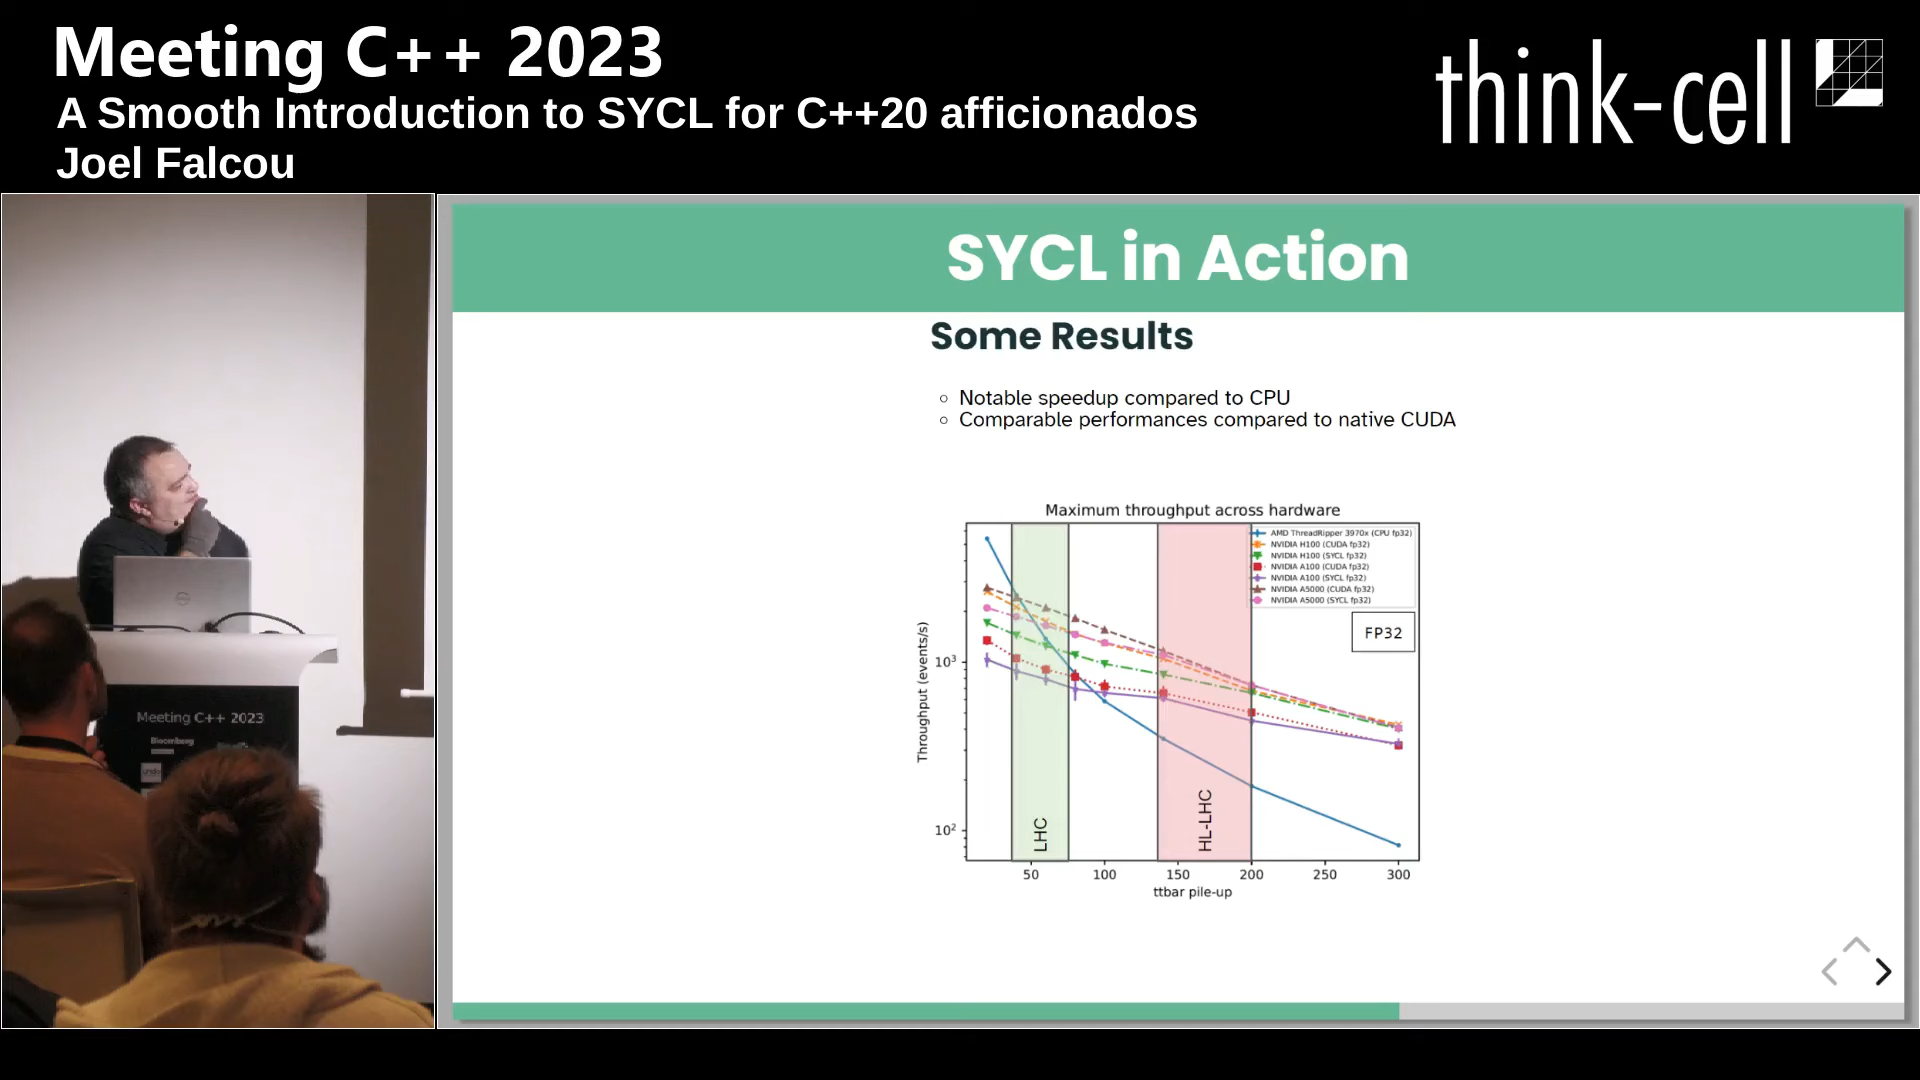 Meeting C++ 2023
A Smooth Introduction to SYCL for C++20 afficionados
Joel Falcou
think-cell
SYCL in Action
Some Results
Notable speedup compared to CPU
Comparable performances compared to native CUDA
Maximum throughput across hardware
AMD ThreadRipper 3970x (CPU fp32)
NVIDIA H100 (CUDA fp32)
NVIDIA H100 (SYCL fp32)
NVIDIA A100 (CUDA fp32)
NVIDIA A100 (SYCL fp32)
NVIDIA A5000 (CUDA fp32)
NVIDIA A5000 (SYCL fp32)
FP32
Throughput (events/s)
10³
10²
LHC
HL-LHC
50 100 150 200 250 300
ttbar pile-up
DELL
Meeting C++ 2023
Bloomberg
undo